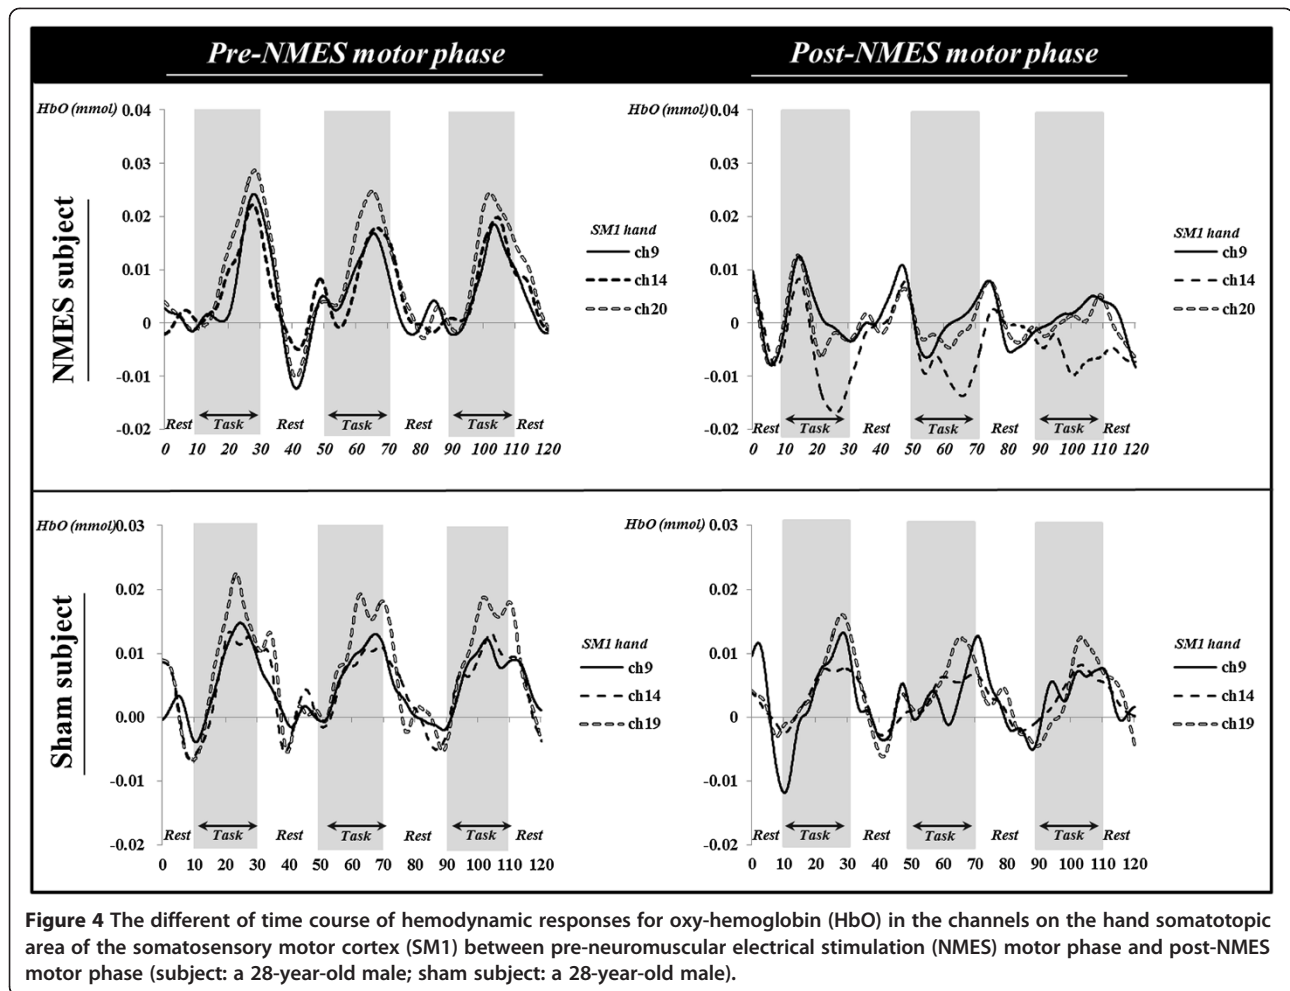 Pre-NMES motor phase
Post-NMES motor phase
NMES subject
HbO (mmol)
0.04
0.03
0.02
0.01
0
-0.01
-0.02
Rest Task Rest Task Rest Task Rest
0 10 20 30 40 50 60 70 80 90 100 110 120
SM1 hand
ch9
ch14
ch20
HbO (mmol)
0.04
0.03
0.02
0.01
0
-0.01
-0.02
Rest Task Rest Task Rest Task Rest
0 10 20 30 40 50 60 70 80 90 100 110 120
SM1 hand
ch9
ch14
ch20
Sham subject
HbO (mmol)
0.03
0.02
0.01
0.00
-0.01
-0.02
Rest Task Rest Task Rest Task Rest
0 10 20 30 40 50 60 70 80 90 100 110 120
SM1 hand
ch9
ch14
ch19
HbO (mmol)
0.03
0.02
0.01
0
-0.01
-0.02
Rest Task Rest Task Rest Task Rest
0 10 20 30 40 50 60 70 80 90 100 110 120
SM1 hand
ch9
ch14
ch19
Figure 4 The different of time course of hemodynamic responses for oxy-hemoglobin (HbO) in the channels on the hand somatotopic
area of the somatosensory motor cortex (SM1) between pre-neuromuscular electrical stimulation (NMES) motor phase and post-NMES
motor phase (subject: a 28-year-old male; sham subject: a 28-year-old male).